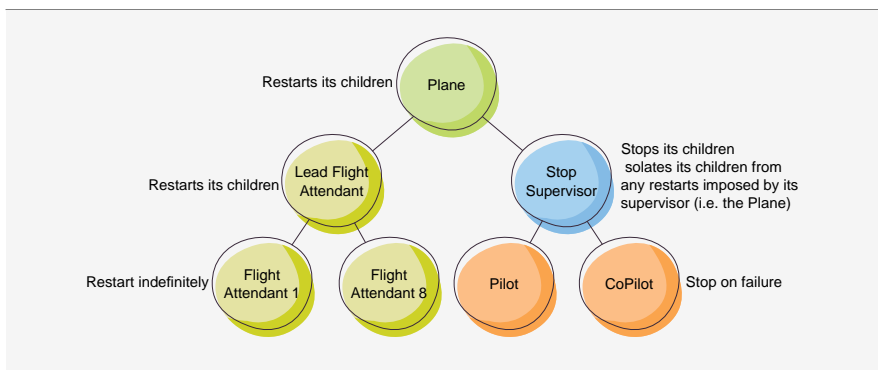 Restarts its children
Plane
Restarts its children
Lead Flight
Attendant
Stop
Supervisor
Stops its children
solates its children from
any restarts imposed by its
supervisor (i.e. the Plane)
Restart indefinitely
Flight
Attendant 1
Flight
Attendant 8
Pilot
CoPilot
Stop on failure